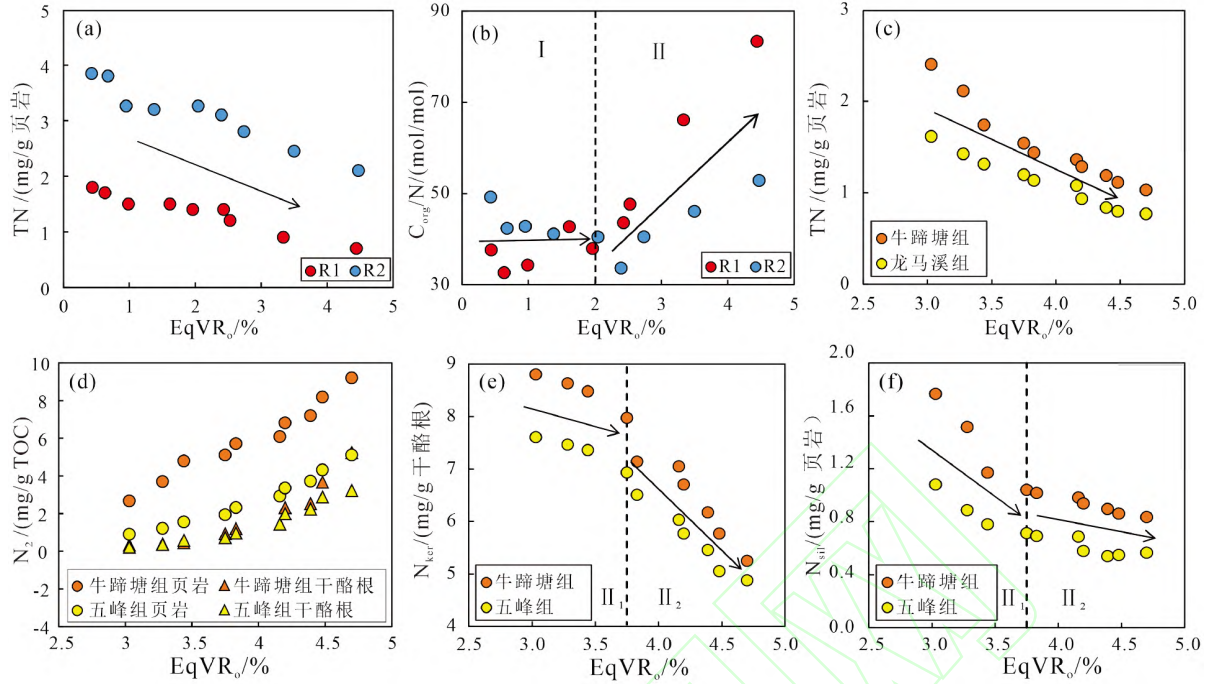 (a)
TN /(mg/g 页岩)
5
4
3
2
1
0
R1 R2
0 1 2 3 4 5
EqVRo/%
(b)
Corg/N/(mol/mol)
90
70
50
30
I II
R1 R2
0 1 2 3 4 5
EqVRo/%
(c)
TN /(mg/g 页岩)
3
2
1
0
牛蹄塘组
龙马溪组
2.5 3.0 3.5 4.0 4.5 5.0
EqVRo/%
(d)
N2 /(mg/g TOC)
10
8
6
4
2
0
-2
-4
牛蹄塘组页岩 牛蹄塘组干酪根
五峰组页岩 五峰组干酪根
2.5 3 3.5 4 4.5 5
EqVRo/%
(e)
Nker/(mg/g 干酪根)
9
8
7
6
5
4
II1 II2
牛蹄塘组
五峰组
2.5 3.0 3.5 4.0 4.5 5.0
EqVRo/%
(f)
Nsil/(mg/g 页岩)
2.0
1.6
1.2
0.8
0.4
0.0
II1 II2
牛蹄塘组
五峰组
2.5 3.0 3.5 4.0 4.5 5.0
EqVRo/%